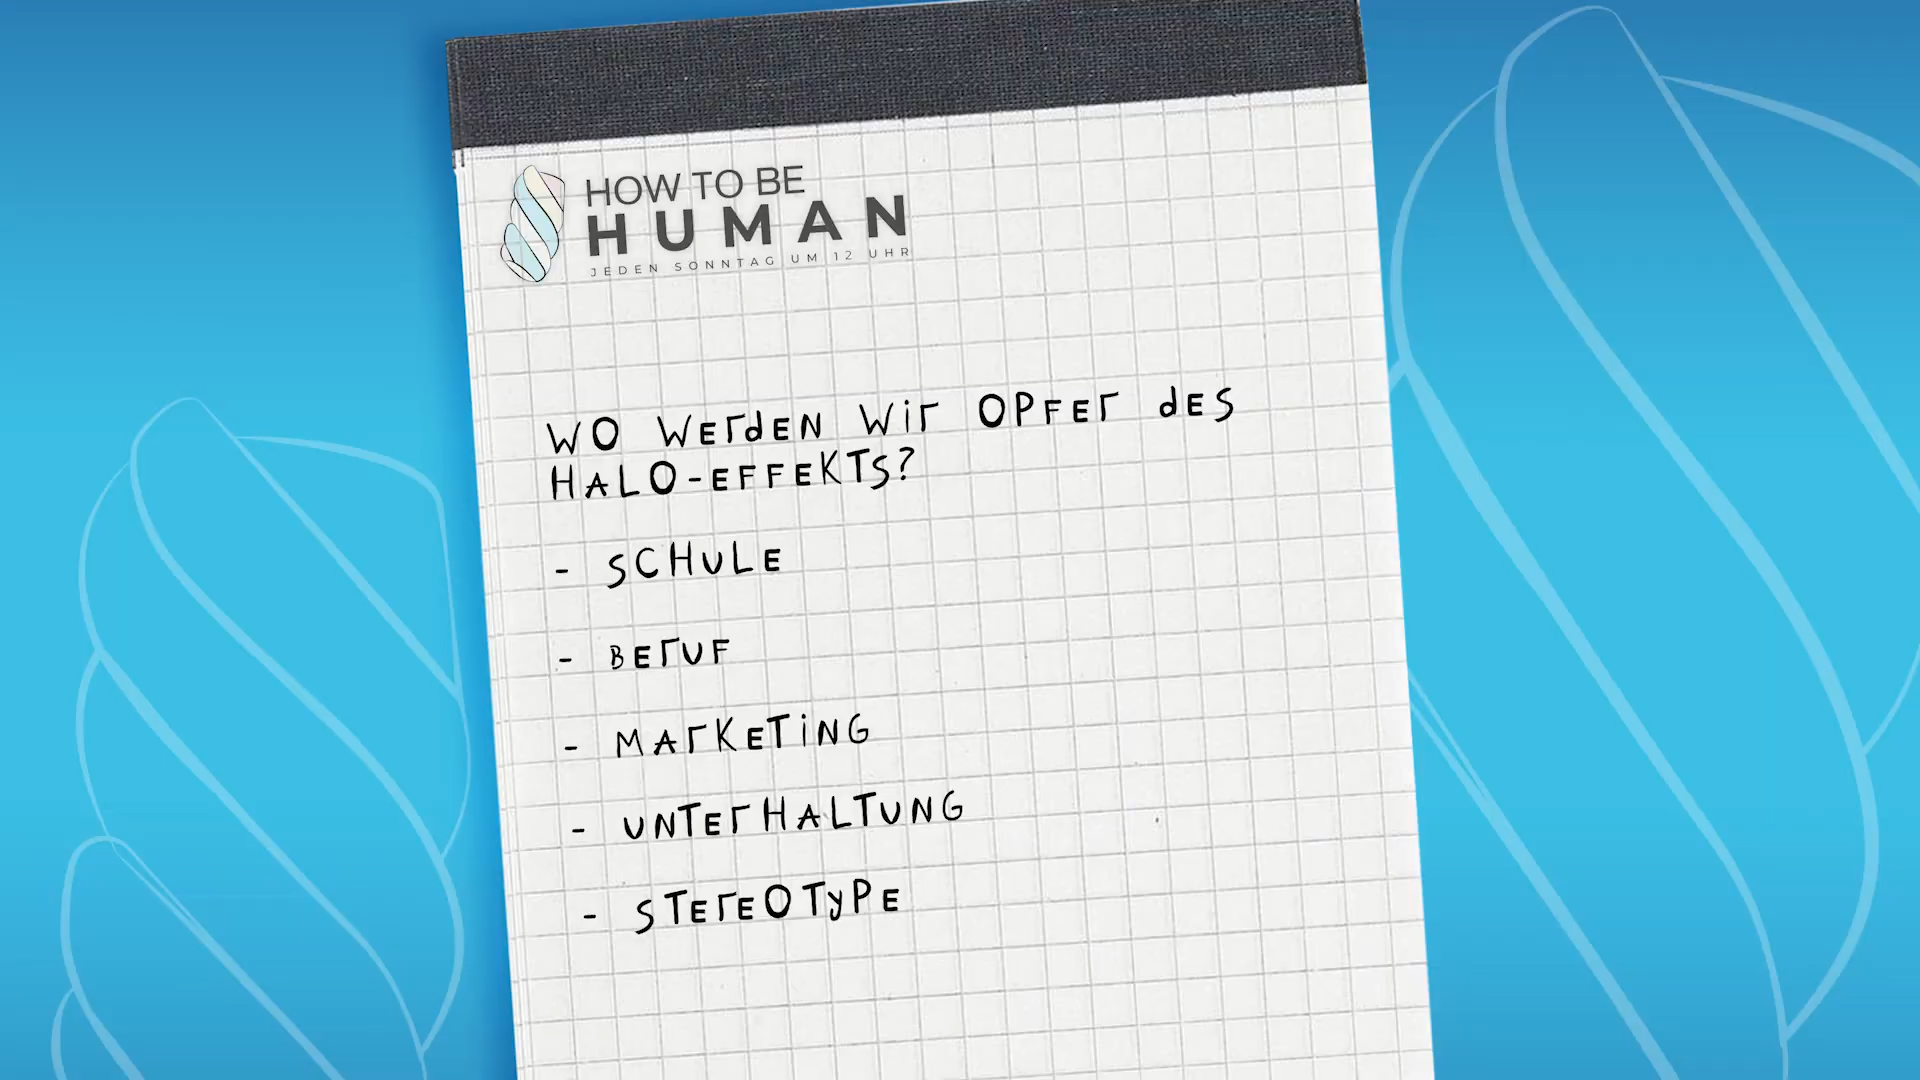 HOW TO BE
HUMAN
JEDEN SONNTAG UM 12 UHR
WO WErdEN Wir OPFEr dES
HALO-EFFEKTS?
- SCHULE
- BErUF
- MArKETiNG
- UNTErHALTUNG
- STErEOTyPE